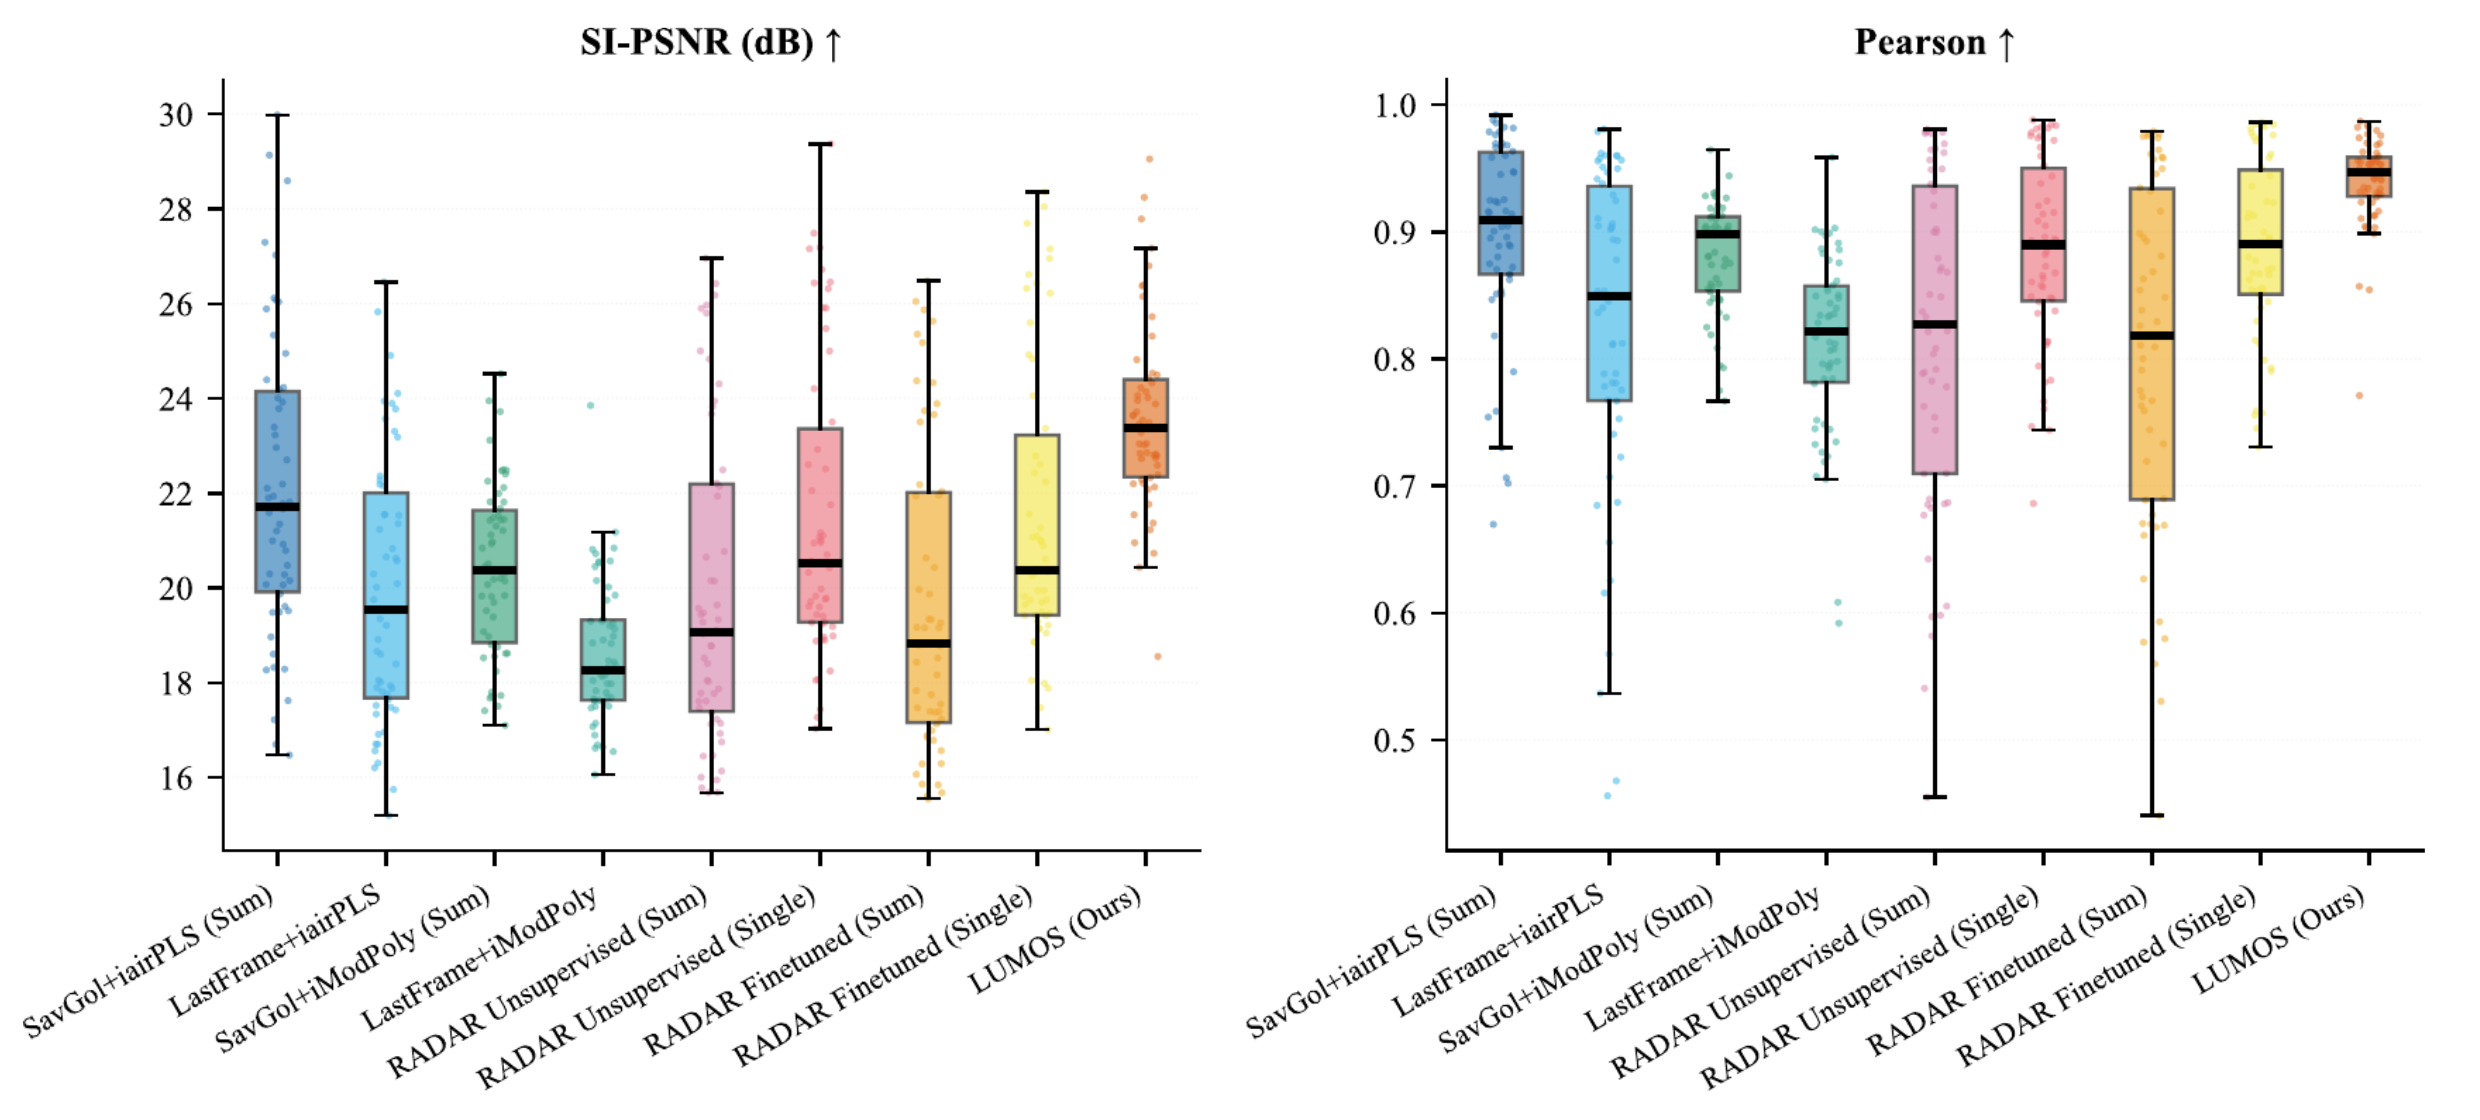 SI-PSNR (dB) ↑
30
28
26
24
22
20
18
16
SavGol+iairPLS (Sum)
LastFrame+iairPLS
SavGol+iModPoly (Sum)
LastFrame+iModPoly
RADAR Unsupervised (Sum)
RADAR Unsupervised (Single)
RADAR Finetuned (Sum)
RADAR Finetuned (Single)
LUMOS (Ours)
Pearson ↑
1.0
0.9
0.8
0.7
0.6
0.5
SavGol+iairPLS (Sum)
LastFrame+iairPLS
SavGol+iModPoly (Sum)
LastFrame+iModPoly
RADAR Unsupervised (Sum)
RADAR Unsupervised (Single)
RADAR Finetuned (Sum)
RADAR Finetuned (Single)
LUMOS (Ours)